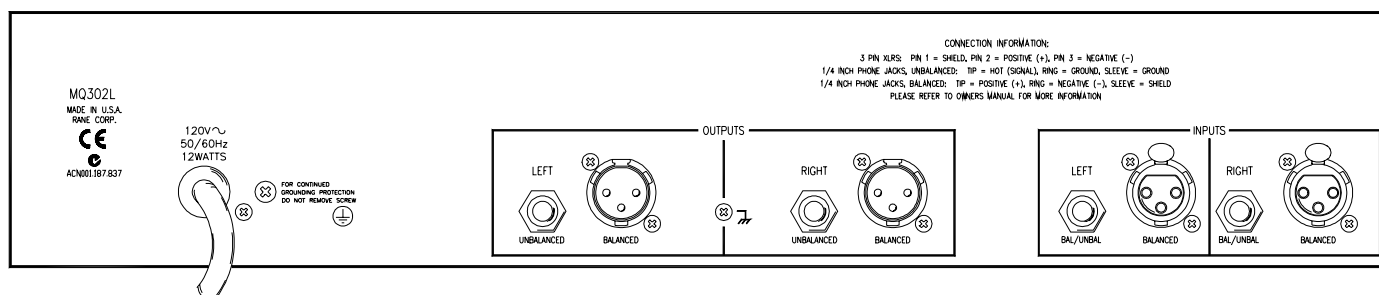 CONNECTION INFORMATION:
3 PIN XLRS: PIN 1 = SHIELD, PIN 2 = POSITIVE (+), PIN 3 = NEGATIVE (-)
1/4 INCH PHONE JACKS, UNBALANCED: TIP = HOT (SIGNAL), RING = GROUND, SLEEVE = GROUND
1/4 INCH PHONE JACKS, BALANCED: TIP = POSITIVE (+), RING = NEGATIVE (-), SLEEVE = SHIELD
PLEASE REFER TO OWNERS MANUAL FOR MORE INFORMATION
MQ302L
MADE IN U.S.A.
RANE CORP.
CE
ACN001.187.837
120V~
50/60Hz
12WATTS
FOR CONTINUED
GROUNDING PROTECTION
DO NOT REMOVE SCREW
OUTPUTS
LEFT
UNBALANCED
BALANCED
RIGHT
UNBALANCED
BALANCED
INPUTS
LEFT
BAL/UNBAL
BALANCED
RIGHT
BAL/UNBAL
BALANCED